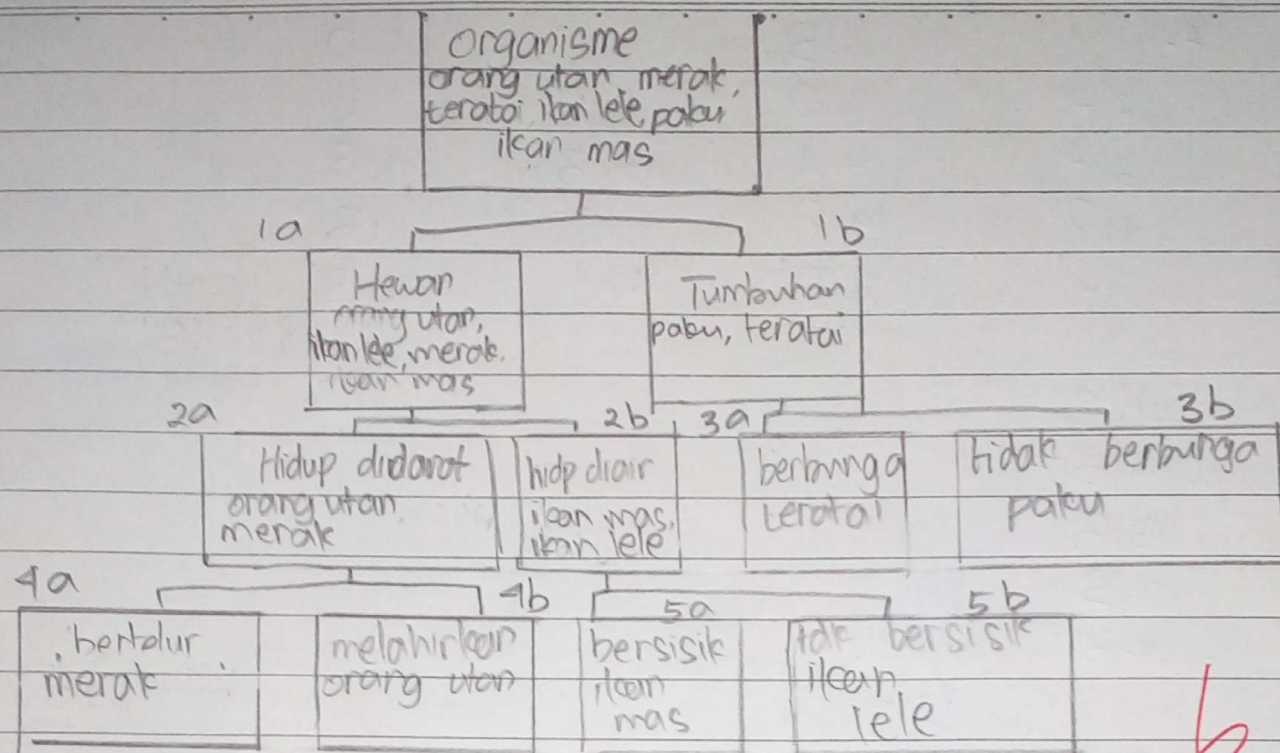 organisme
orang utan, merak,
teratai ikan lele, paku
ikan mas
1a
1b
Hewan
orang utan,
ikan lele, merak.
ikan mas
Tumbuhan
paku, teratai
2a
2b
3a
3b
Hidup didarat
orang utan
merak
hidp diair
ikan mas,
ikan lele
berbunga
teratai
tidak berbunga
paku
4a
4b
5a
5b
bertelur
merak
melahirkan
orang utan
bersisik
ikan
mas
tdk bersisik
ikan
lele